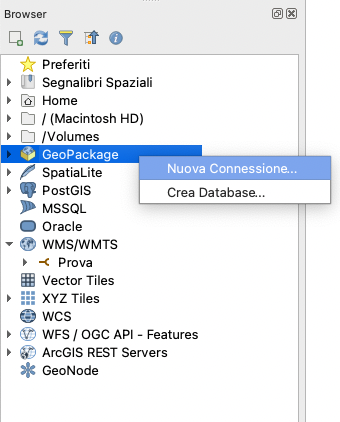 Browser
Preferiti
Segnalibri Spaziali
Home
/ (Macintosh HD)
/Volumes
GeoPackage
Nuova Connessione...
SpatiaLite
Crea Database...
PostGIS
MSSQL
Oracle
WMS/WMTS
Prova
Vector Tiles
XYZ Tiles
WCS
WFS / OGC API - Features
ArcGIS REST Servers
GeoNode